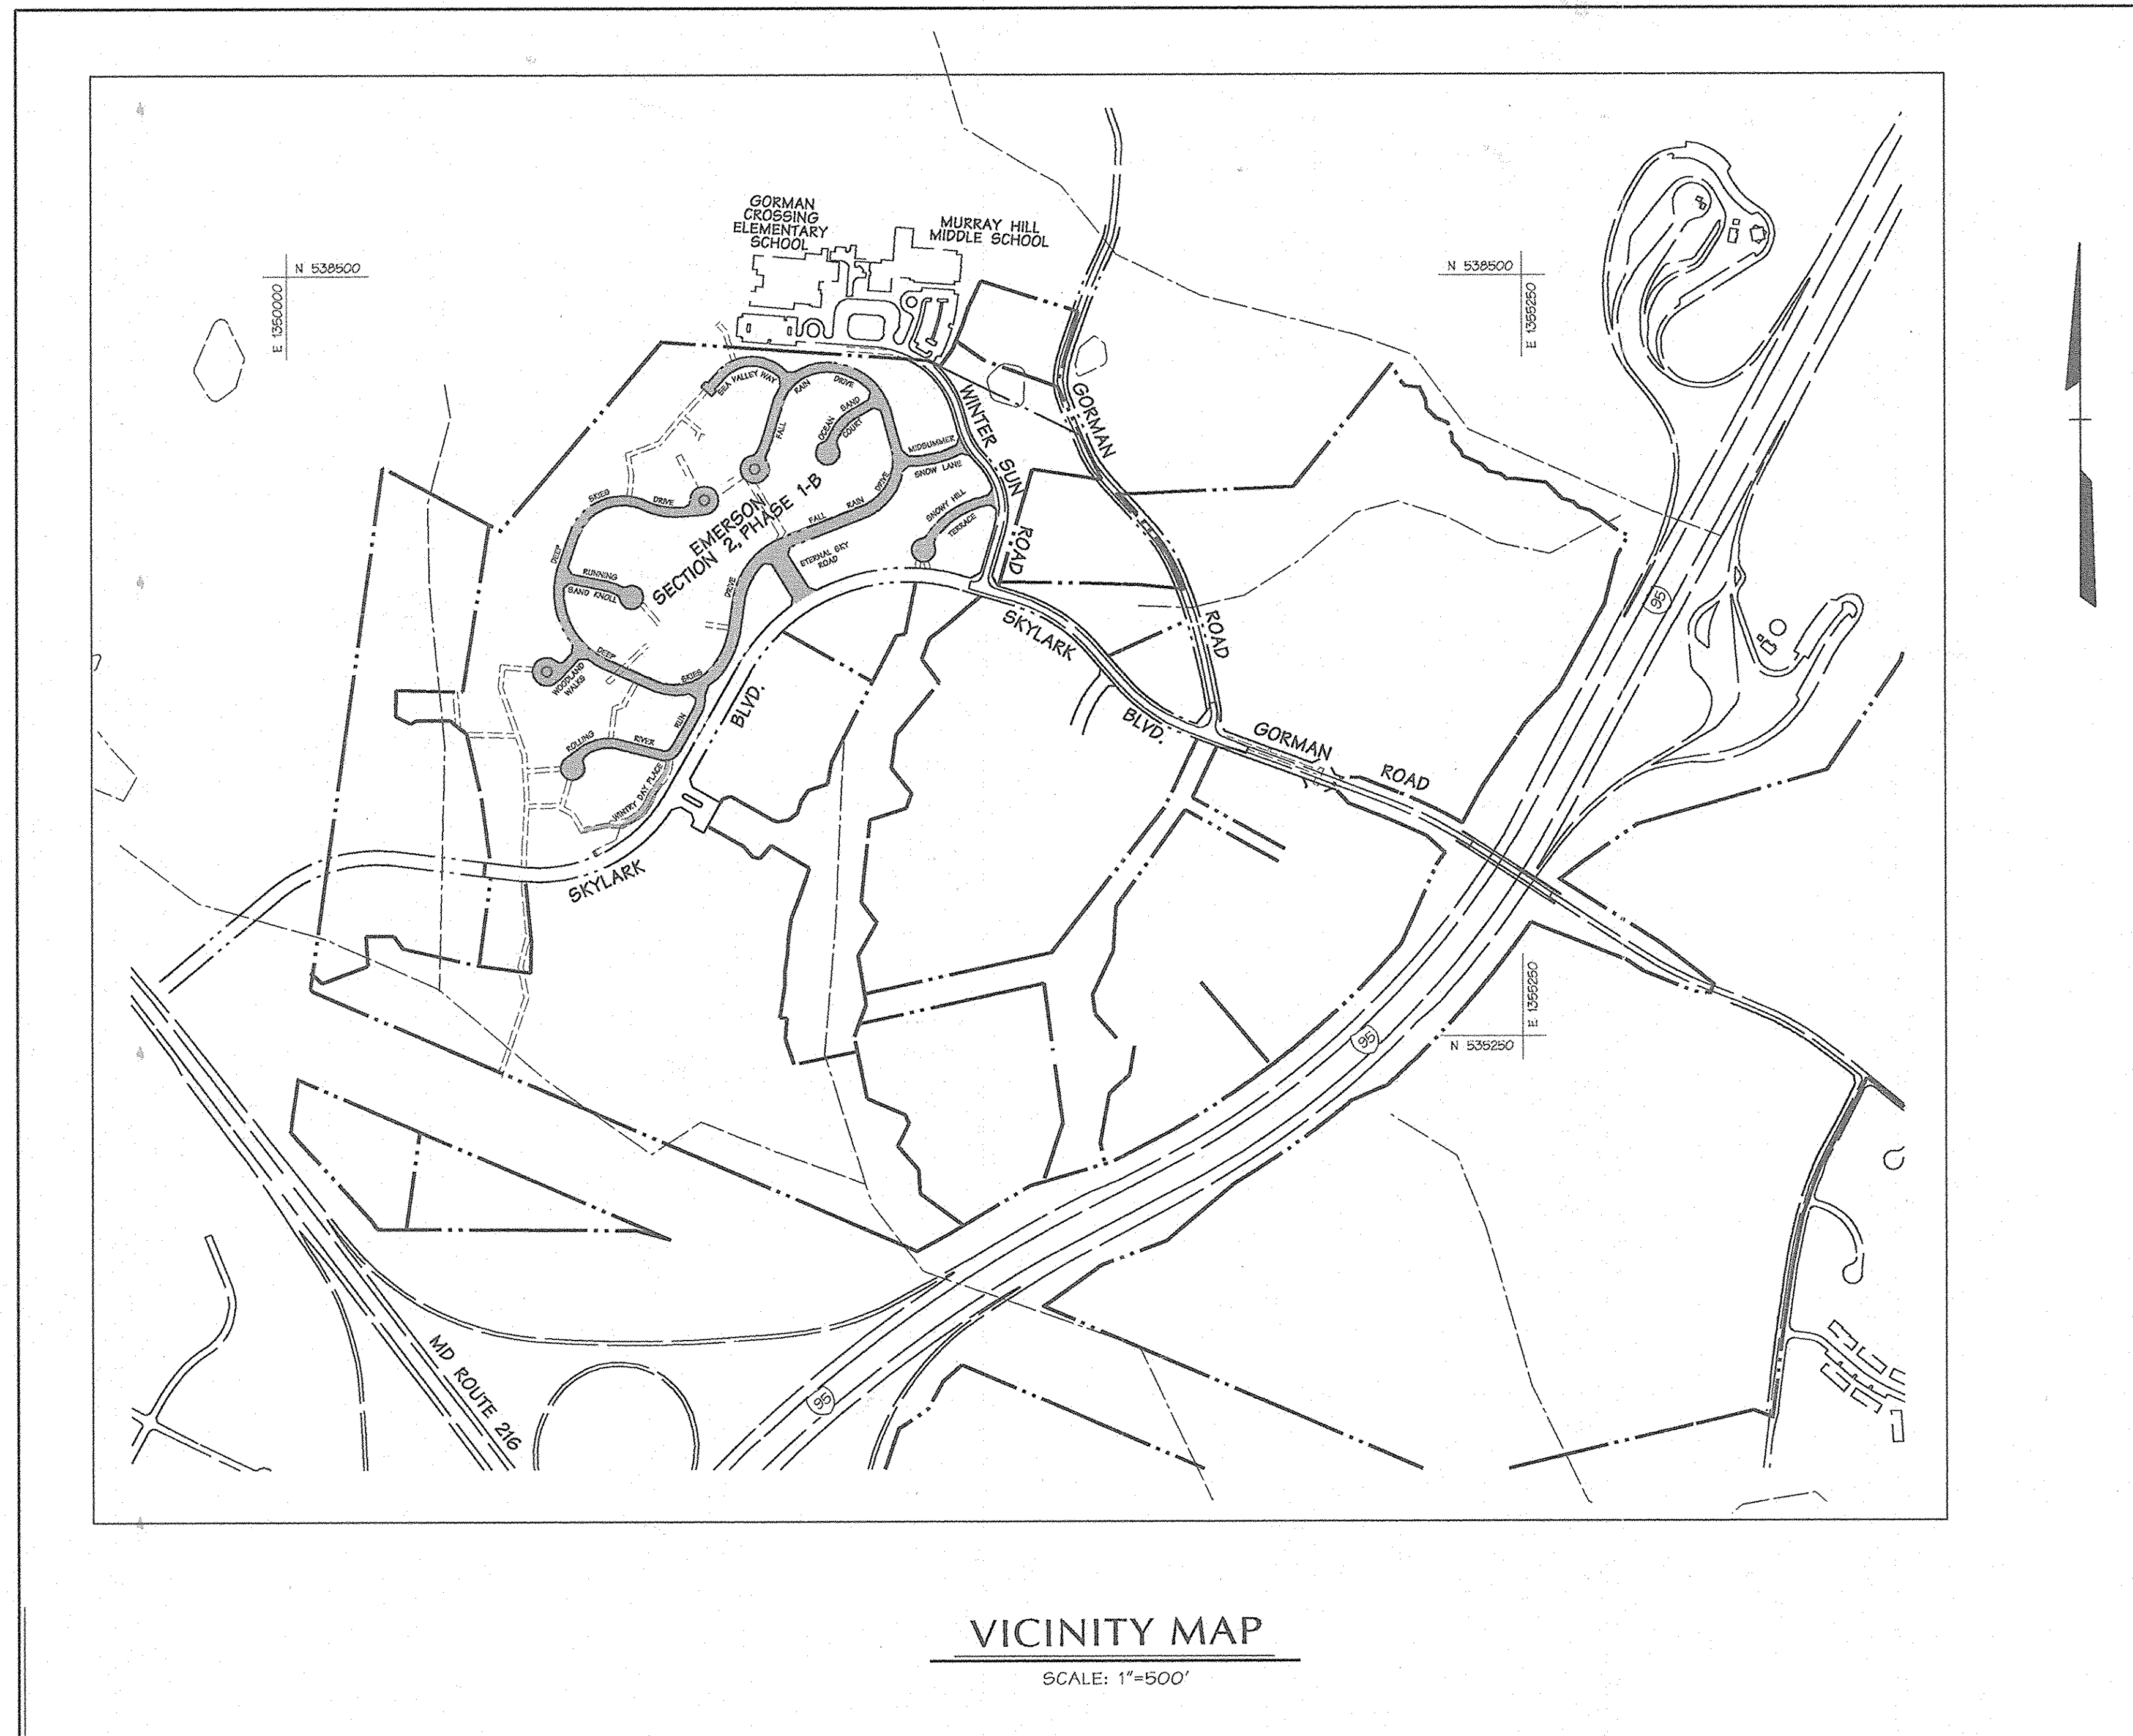 GORMAN
CROSSING
ELEMENTARY
SCHOOL
MURRAY HILL
MIDDLE SCHOOL
N 538500
E 1350000
N 538500
E 1355250
SEA VALLEY WAY
FALL
RAIN
DRIVE
OCEAN
SAND
COURT
MIDSUMMER
SNOW LANE
WINTER
SUN
ROAD
GORMAN
ROAD
SKIES
DRIVE
DEEP
EMERSON
SECTION 2, PHASE 1-B
FALL
RAIN
DRIVE
SNOWY HILL
TERRACE
ETERNAL SKY
ROAD
DRIVE
RUNNING
SAND KNOLL
DEEP
SKIES
WOODLAND
WALKS
ROLLING
RIVER
RUN
WINTRY DAY PLACE
SKYLARK
BLVD.
SKYLARK
BLVD.
GORMAN
ROAD
95
95
95
E 1355250
N 535250
MD ROUTE 216
VICINITY MAP
SCALE: 1"=500'